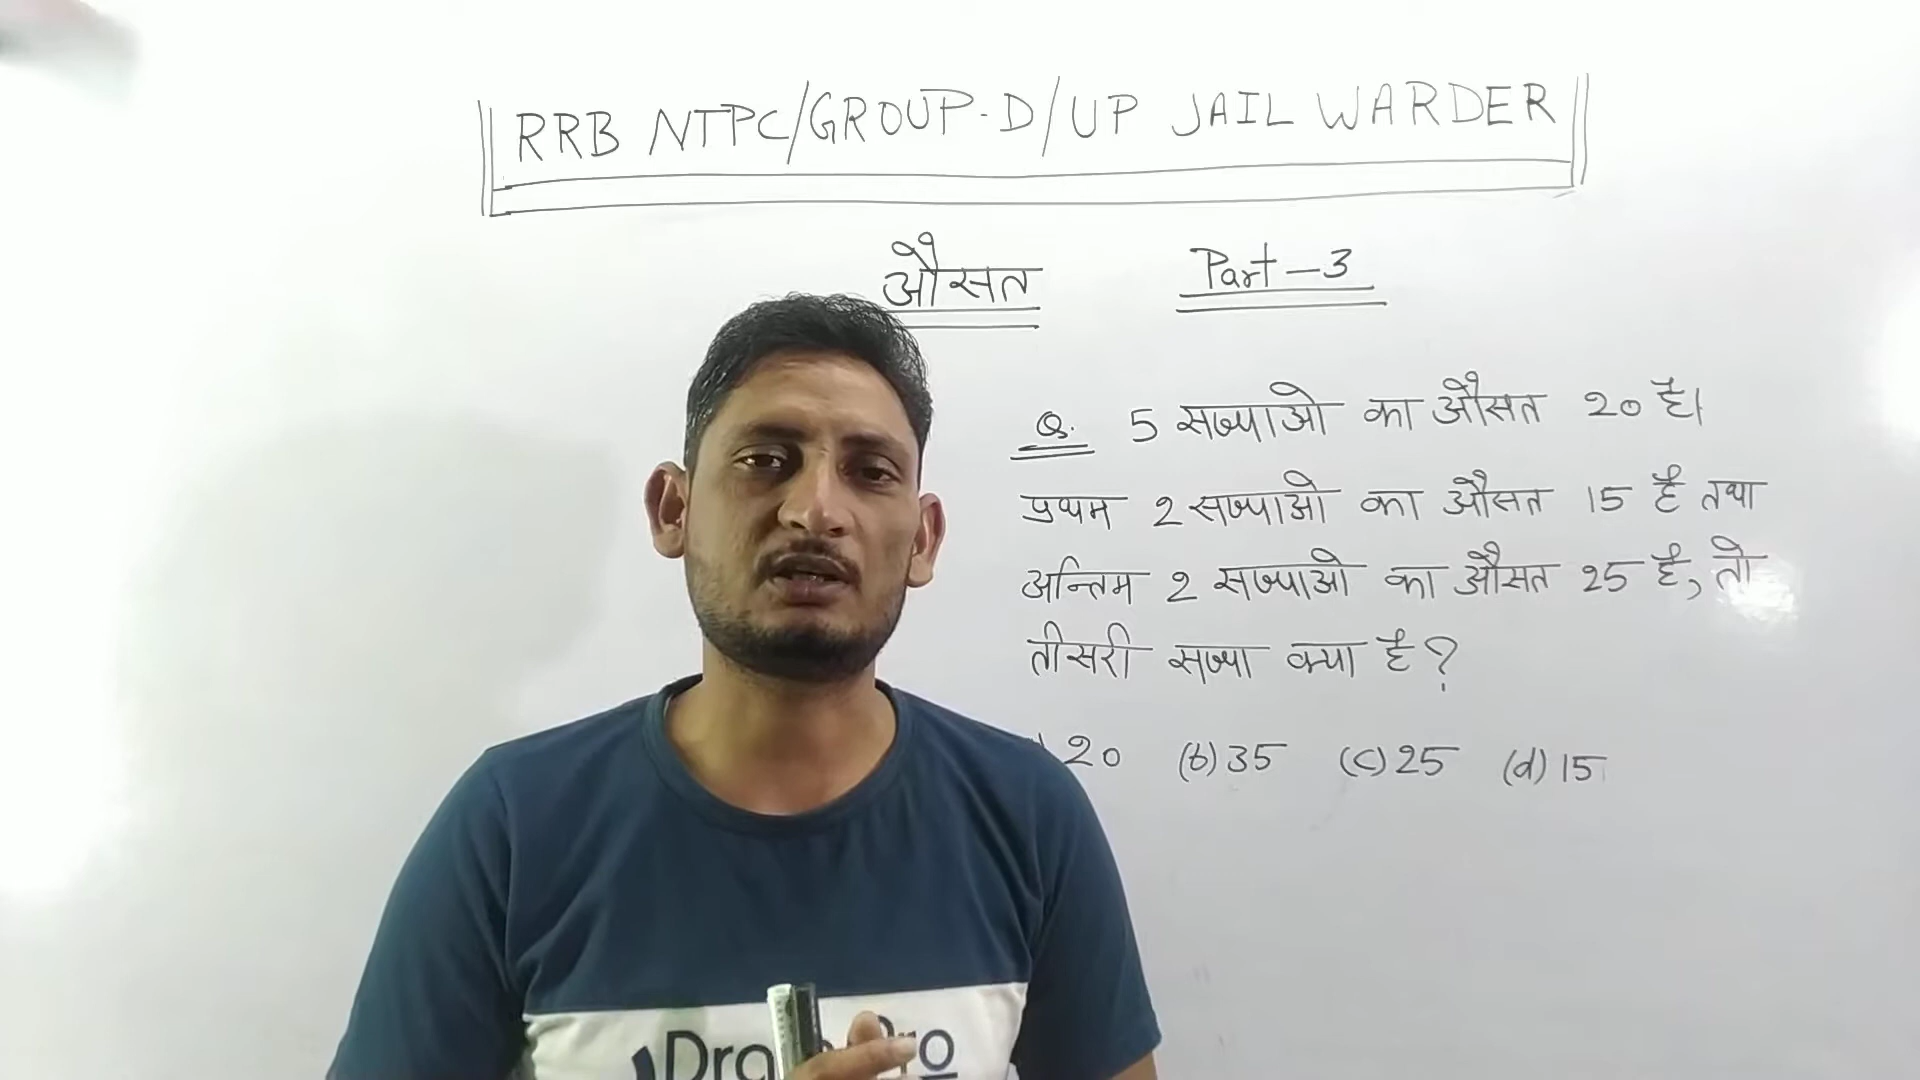 RRB NTPC/GROUP-D/UP JAIL WARDER
औसत Part-3
Q. 5 सख्याओ का औसत 20 है।
प्रथम 2 सख्याओ का औसत 15 है तथा
अन्तिम 2 सख्याओ का औसत 25 है, तो
तीसरी सख्या क्या है?
) 20 (b) 35 (c) 25 (d) 15